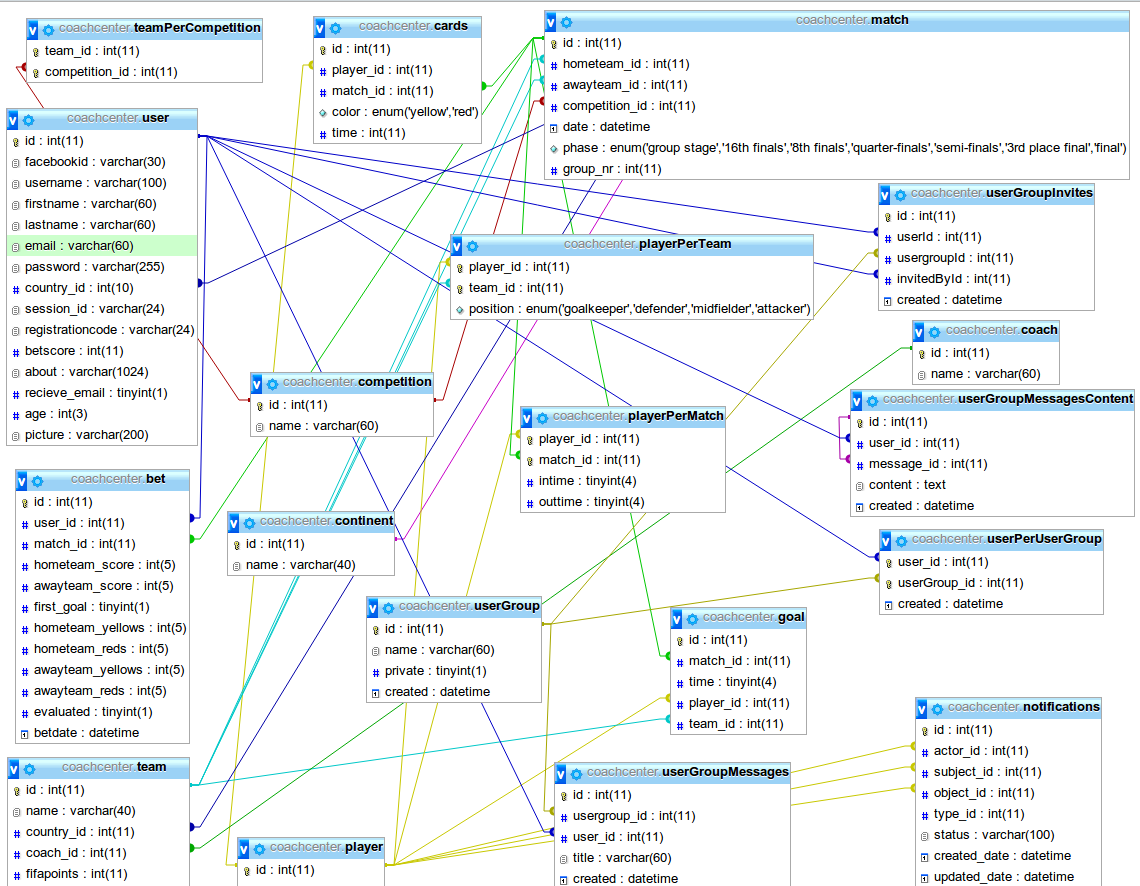 coachcenter.teamPerCompetition
team_id : int(11)
competition_id : int(11)
coachcenter.cards
id : int(11)
player_id : int(11)
match_id : int(11)
color : enum('yellow','red')
time : int(11)
coachcenter.match
id : int(11)
hometeam_id : int(11)
awayteam_id : int(11)
competition_id : int(11)
date : datetime
phase : enum('group stage','16th finals','8th finals','quarter-finals','semi-finals','3rd place final','final')
group_nr : int(11)
coachcenter.user
id : int(11)
facebookid : varchar(30)
username : varchar(100)
firstname : varchar(60)
lastname : varchar(60)
email : varchar(60)
password : varchar(255)
country_id : int(10)
session_id : varchar(24)
registrationcode : varchar(24)
betscore : int(11)
about : varchar(1024)
recieve_email : tinyint(1)
age : int(3)
picture : varchar(200)
coachcenter.userGroupInvites
id : int(11)
userId : int(11)
usergroupId : int(11)
invitedById : int(11)
created : datetime
coachcenter.playerPerTeam
player_id : int(11)
team_id : int(11)
position : enum('goalkeeper','defender','midfielder','attacker')
coachcenter.coach
id : int(11)
name : varchar(60)
coachcenter.competition
id : int(11)
name : varchar(60)
coachcenter.userGroupMessagesContent
id : int(11)
user_id : int(11)
message_id : int(11)
content : text
created : datetime
coachcenter.playerPerMatch
player_id : int(11)
match_id : int(11)
intime : tinyint(4)
outtime : tinyint(4)
coachcenter.bet
id : int(11)
user_id : int(11)
match_id : int(11)
hometeam_score : int(5)
awayteam_score : int(5)
first_goal : tinyint(1)
hometeam_yellows : int(5)
hometeam_reds : int(5)
awayteam_yellows : int(5)
awayteam_reds : int(5)
evaluated : tinyint(1)
betdate : datetime
coachcenter.continent
id : int(11)
name : varchar(40)
coachcenter.userPerUserGroup
user_id : int(11)
userGroup_id : int(11)
created : datetime
coachcenter.userGroup
id : int(11)
name : varchar(60)
private : tinyint(1)
created : datetime
coachcenter.goal
id : int(11)
match_id : int(11)
time : tinyint(4)
player_id : int(11)
team_id : int(11)
coachcenter.notifications
id : int(11)
actor_id : int(11)
subject_id : int(11)
object_id : int(11)
type_id : int(11)
status : varchar(100)
created_date : datetime
updated_date : datetime
coachcenter.team
id : int(11)
name : varchar(40)
country_id : int(11)
coach_id : int(11)
fifapoints : int(11)
coachcenter.userGroupMessages
id : int(11)
usergroup_id : int(11)
user_id : int(11)
title : varchar(60)
created : datetime
coachcenter.player
id : int(11)